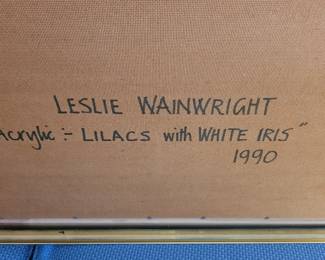 LESLIE WAINWRIGHT
Acrylic :- LILACS with WHITE IRIS"
1990